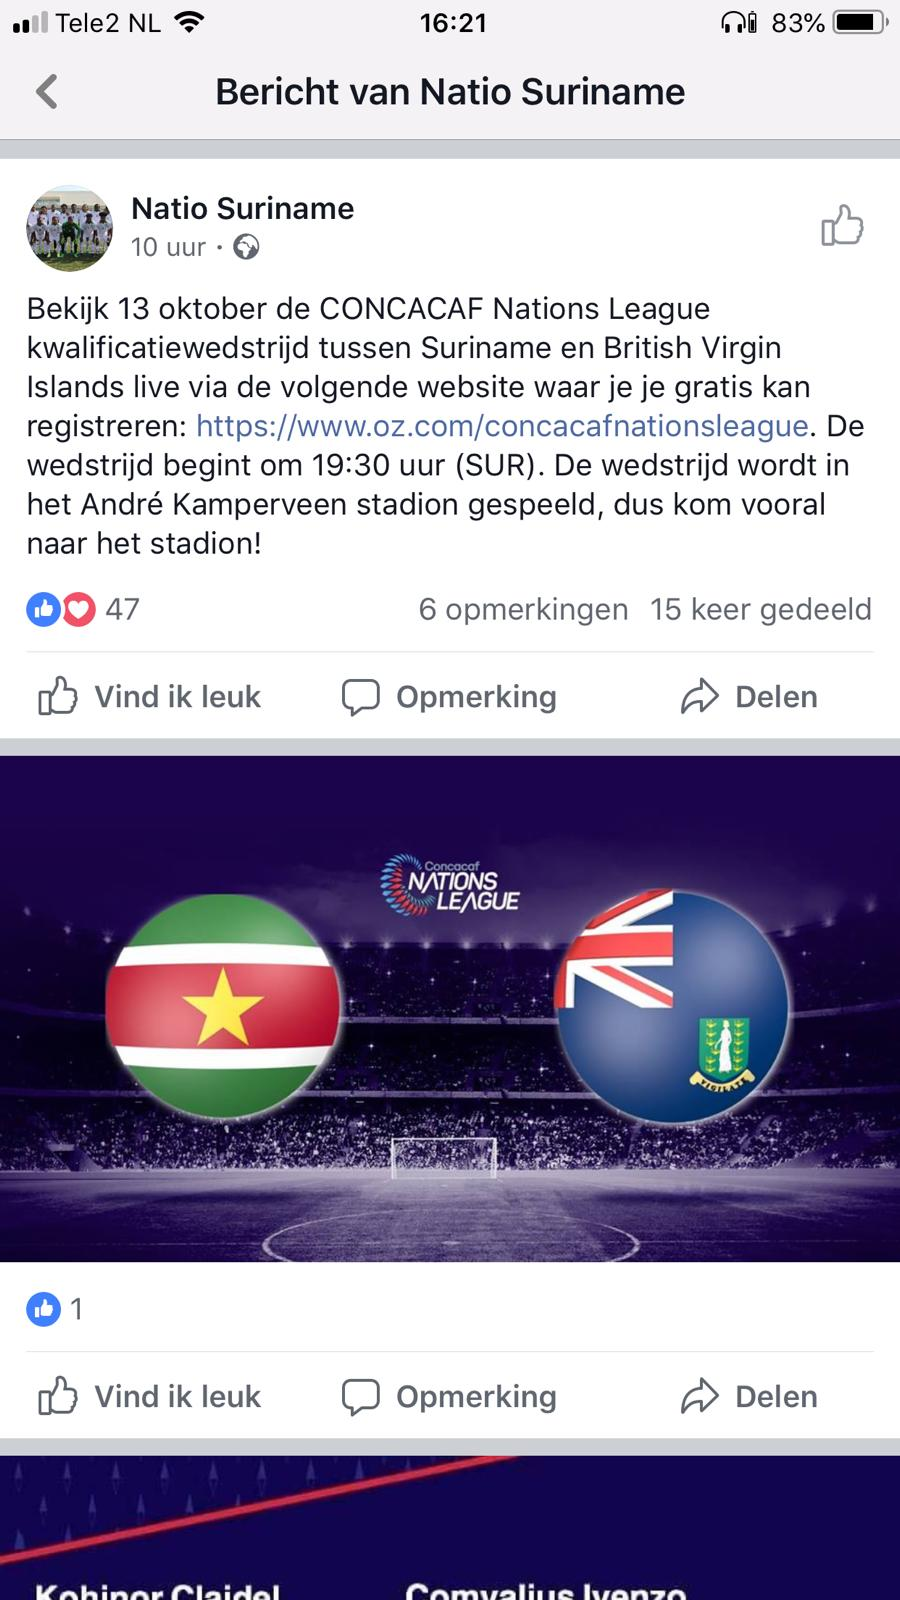 Tele2 NL 16:21 83%
Bericht van Natio Suriname
Natio Suriname
10 uur ·
Bekijk 13 oktober de CONCACAF Nations League
kwalificatiewedstrijd tussen Suriname en British Virgin
Islands live via de volgende website waar je je gratis kan
registreren: https://www.oz.com/concacafnationsleague. De
wedstrijd begint om 19:30 uur (SUR). De wedstrijd wordt in
het André Kamperveen stadion gespeeld, dus kom vooral
naar het stadion!
47 6 opmerkingen 15 keer gedeeld
Vind ik leuk Opmerking Delen
Concacaf
NATIONS
LEAGUE
VIGILATE
1
Vind ik leuk Opmerking Delen
Kohinor Claidel Comvalius Ivenzo